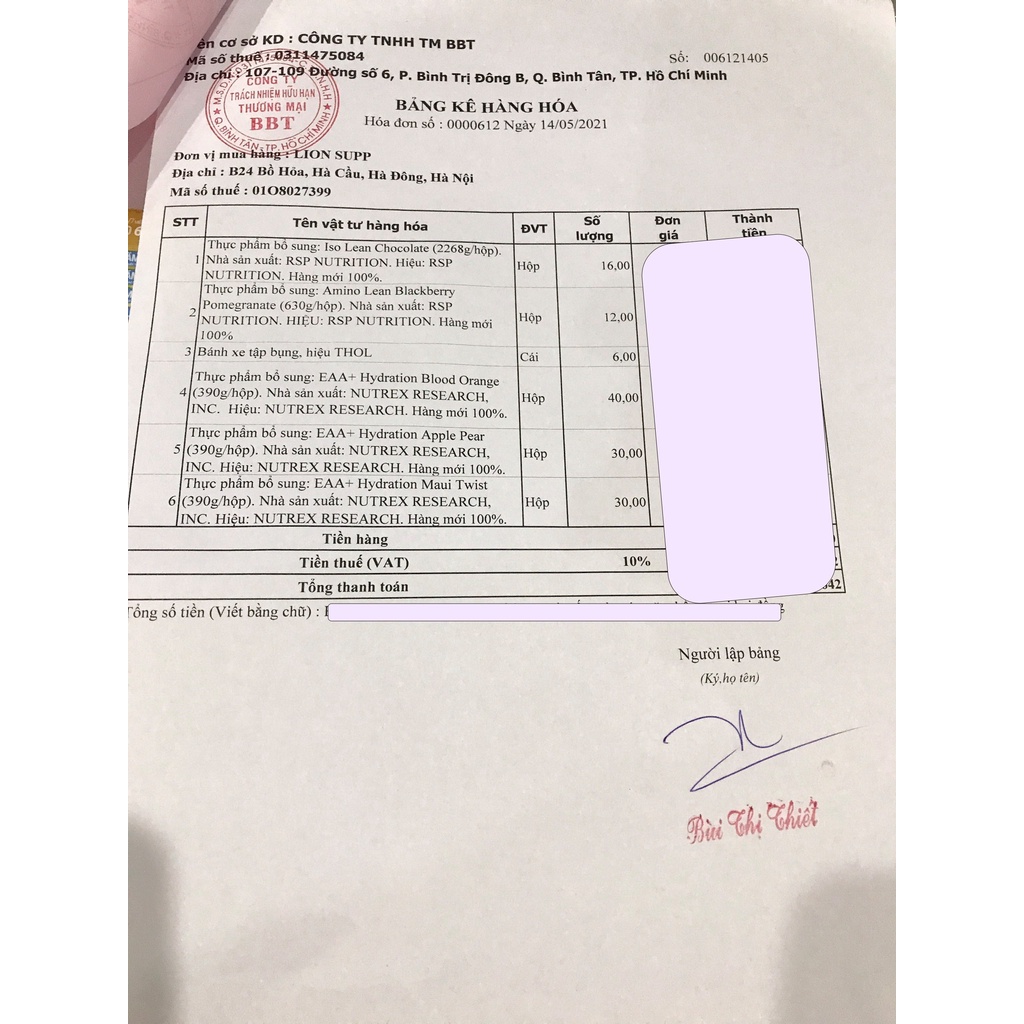 ên cơ sở KD : CÔNG TY TNHH TM BBT
Mã số thuế : 0311475084
Số: 006121405
Địa chỉ : 107-109 Đường số 6, P. Bình Trị Đông B, Q. Bình Tân, TP. Hồ Chí Minh
CÔNG TY
TRÁCH NHIỆM HỮU HẠN
THƯƠNG MẠI
BBT
Q.BÌNH TÂN - TP.HỒ CHÍ MINH
BẢNG KÊ HÀNG HÓA
Hóa đơn số : 0000612 Ngày 14/05/2021
Đơn vị mua hàng : LION SUPP
Địa chỉ : B24 Bồ Hỏa, Hà Cầu, Hà Đông, Hà Nội
Mã số thuế : 01O8027399
STT Tên vật tư hàng hóa ĐVT Số lượng Đơn giá Thành tiền
Thực phẩm bổ sung: Iso Lean Chocolate (2268g/hộp).
1 Nhà sản xuất: RSP NUTRITION. Hiệu: RSP Hộp 16,00
NUTRITION. Hàng mới 100%.
Thực phẩm bổ sung: Amino Lean Blackberry
2 Pomegranate (630g/hộp). Nhà sản xuất: RSP Hộp 12,00
NUTRITION. HIỆU: RSP NUTRITION. Hàng mới
100%
3 Bánh xe tập bụng, hiệu THOL Cái 6,00
Thực phẩm bổ sung: EAA+ Hydration Blood Orange
4 (390g/hộp). Nhà sản xuất: NUTREX RESEARCH, Hộp 40,00
INC. Hiệu: NUTREX RESEARCH. Hàng mới 100%.
Thực phẩm bổ sung: EAA+ Hydration Apple Pear
5 (390g/hộp). Nhà sản xuất: NUTREX RESEARCH, Hộp 30,00
INC. Hiệu: NUTREX RESEARCH. Hàng mới 100%.
Thực phẩm bổ sung: EAA+ Hydration Maui Twist
6 (390g/hộp). Nhà sản xuất: NUTREX RESEARCH, Hộp 30,00
INC. Hiệu: NUTREX RESEARCH. Hàng mới 100%.
Tiền hàng
Tiền thuế (VAT) 10%
Tổng thanh toán 42
Tổng số tiền (Viết bằng chữ) :
Người lập bảng
(Ký,họ tên)
Bùi Thị Thiết